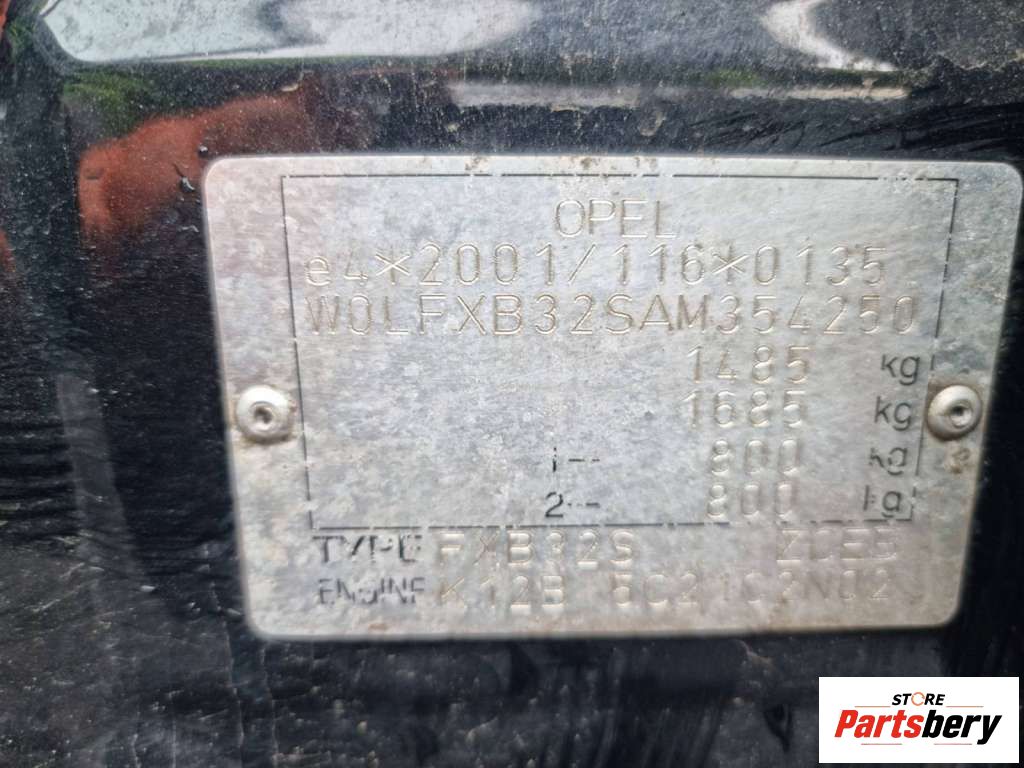 OPEL
e4*2001/116*0135
W0LFXB32SAM354250
1485 kg
1685 kg
1-- 800 kg
2-- 800 kg
TYPE FXB32S
ENGINE K12B
STORE
Partsbery